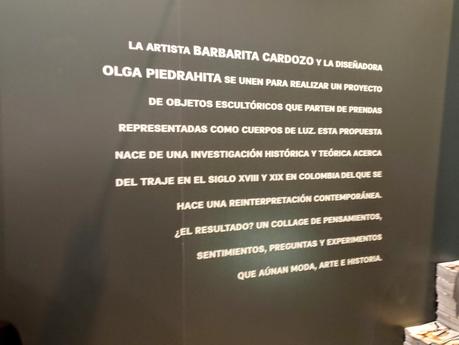 LA ARTISTA BARBARITA CARDOZO Y LA DISEÑADORA
OLGA PIEDRAHITA SE UNEN PARA REALIZAR UN PROYECTO
DE OBJETOS ESCULTÓRICOS QUE PARTEN DE PRENDAS
REPRESENTADAS COMO CUERPOS DE LUZ. ESTA PROPUESTA
NACE DE UNA INVESTIGACIÓN HISTÓRICA Y TEÓRICA ACERCA
DEL TRAJE EN EL SIGLO XVIII Y XIX EN COLOMBIA DEL QUE SE
HACE UNA REINTERPRETACIÓN CONTEMPORÁNEA.
¿EL RESULTADO? UN COLLAGE DE PENSAMIENTOS,
SENTIMIENTOS, PREGUNTAS Y EXPERIMENTOS
QUE AÚNAN MODA, ARTE E HISTORIA.